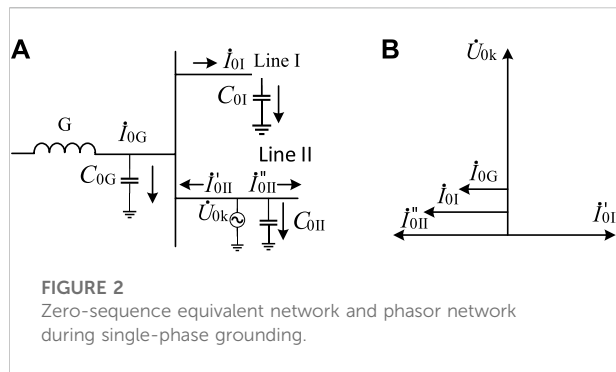 A
B
İ₀I Line I
C₀I
G
İ₀G
C₀G
Line II
İ'₀II İ''₀II
U̇₀k
C₀II
U̇₀k
İ₀G
İ₀I
İ''₀II
İ'₀I
FIGURE 2
Zero-sequence equivalent network and phasor network
during single-phase grounding.